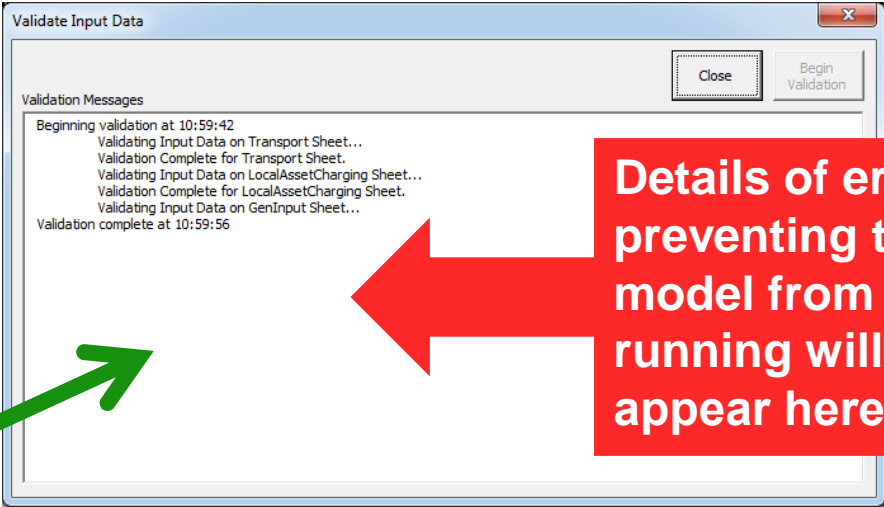 Validate Input Data
Close
Begin
Validation
Validation Messages
Beginning validation at 10:59:42
Validating Input Data on Transport Sheet...
Validation Complete for Transport Sheet.
Validating Input Data on LocalAssetCharging Sheet...
Validation Complete for LocalAssetCharging Sheet.
Validating Input Data on GenInput Sheet...
Validation complete at 10:59:56
Details of
preventing
model from
running will
appear here